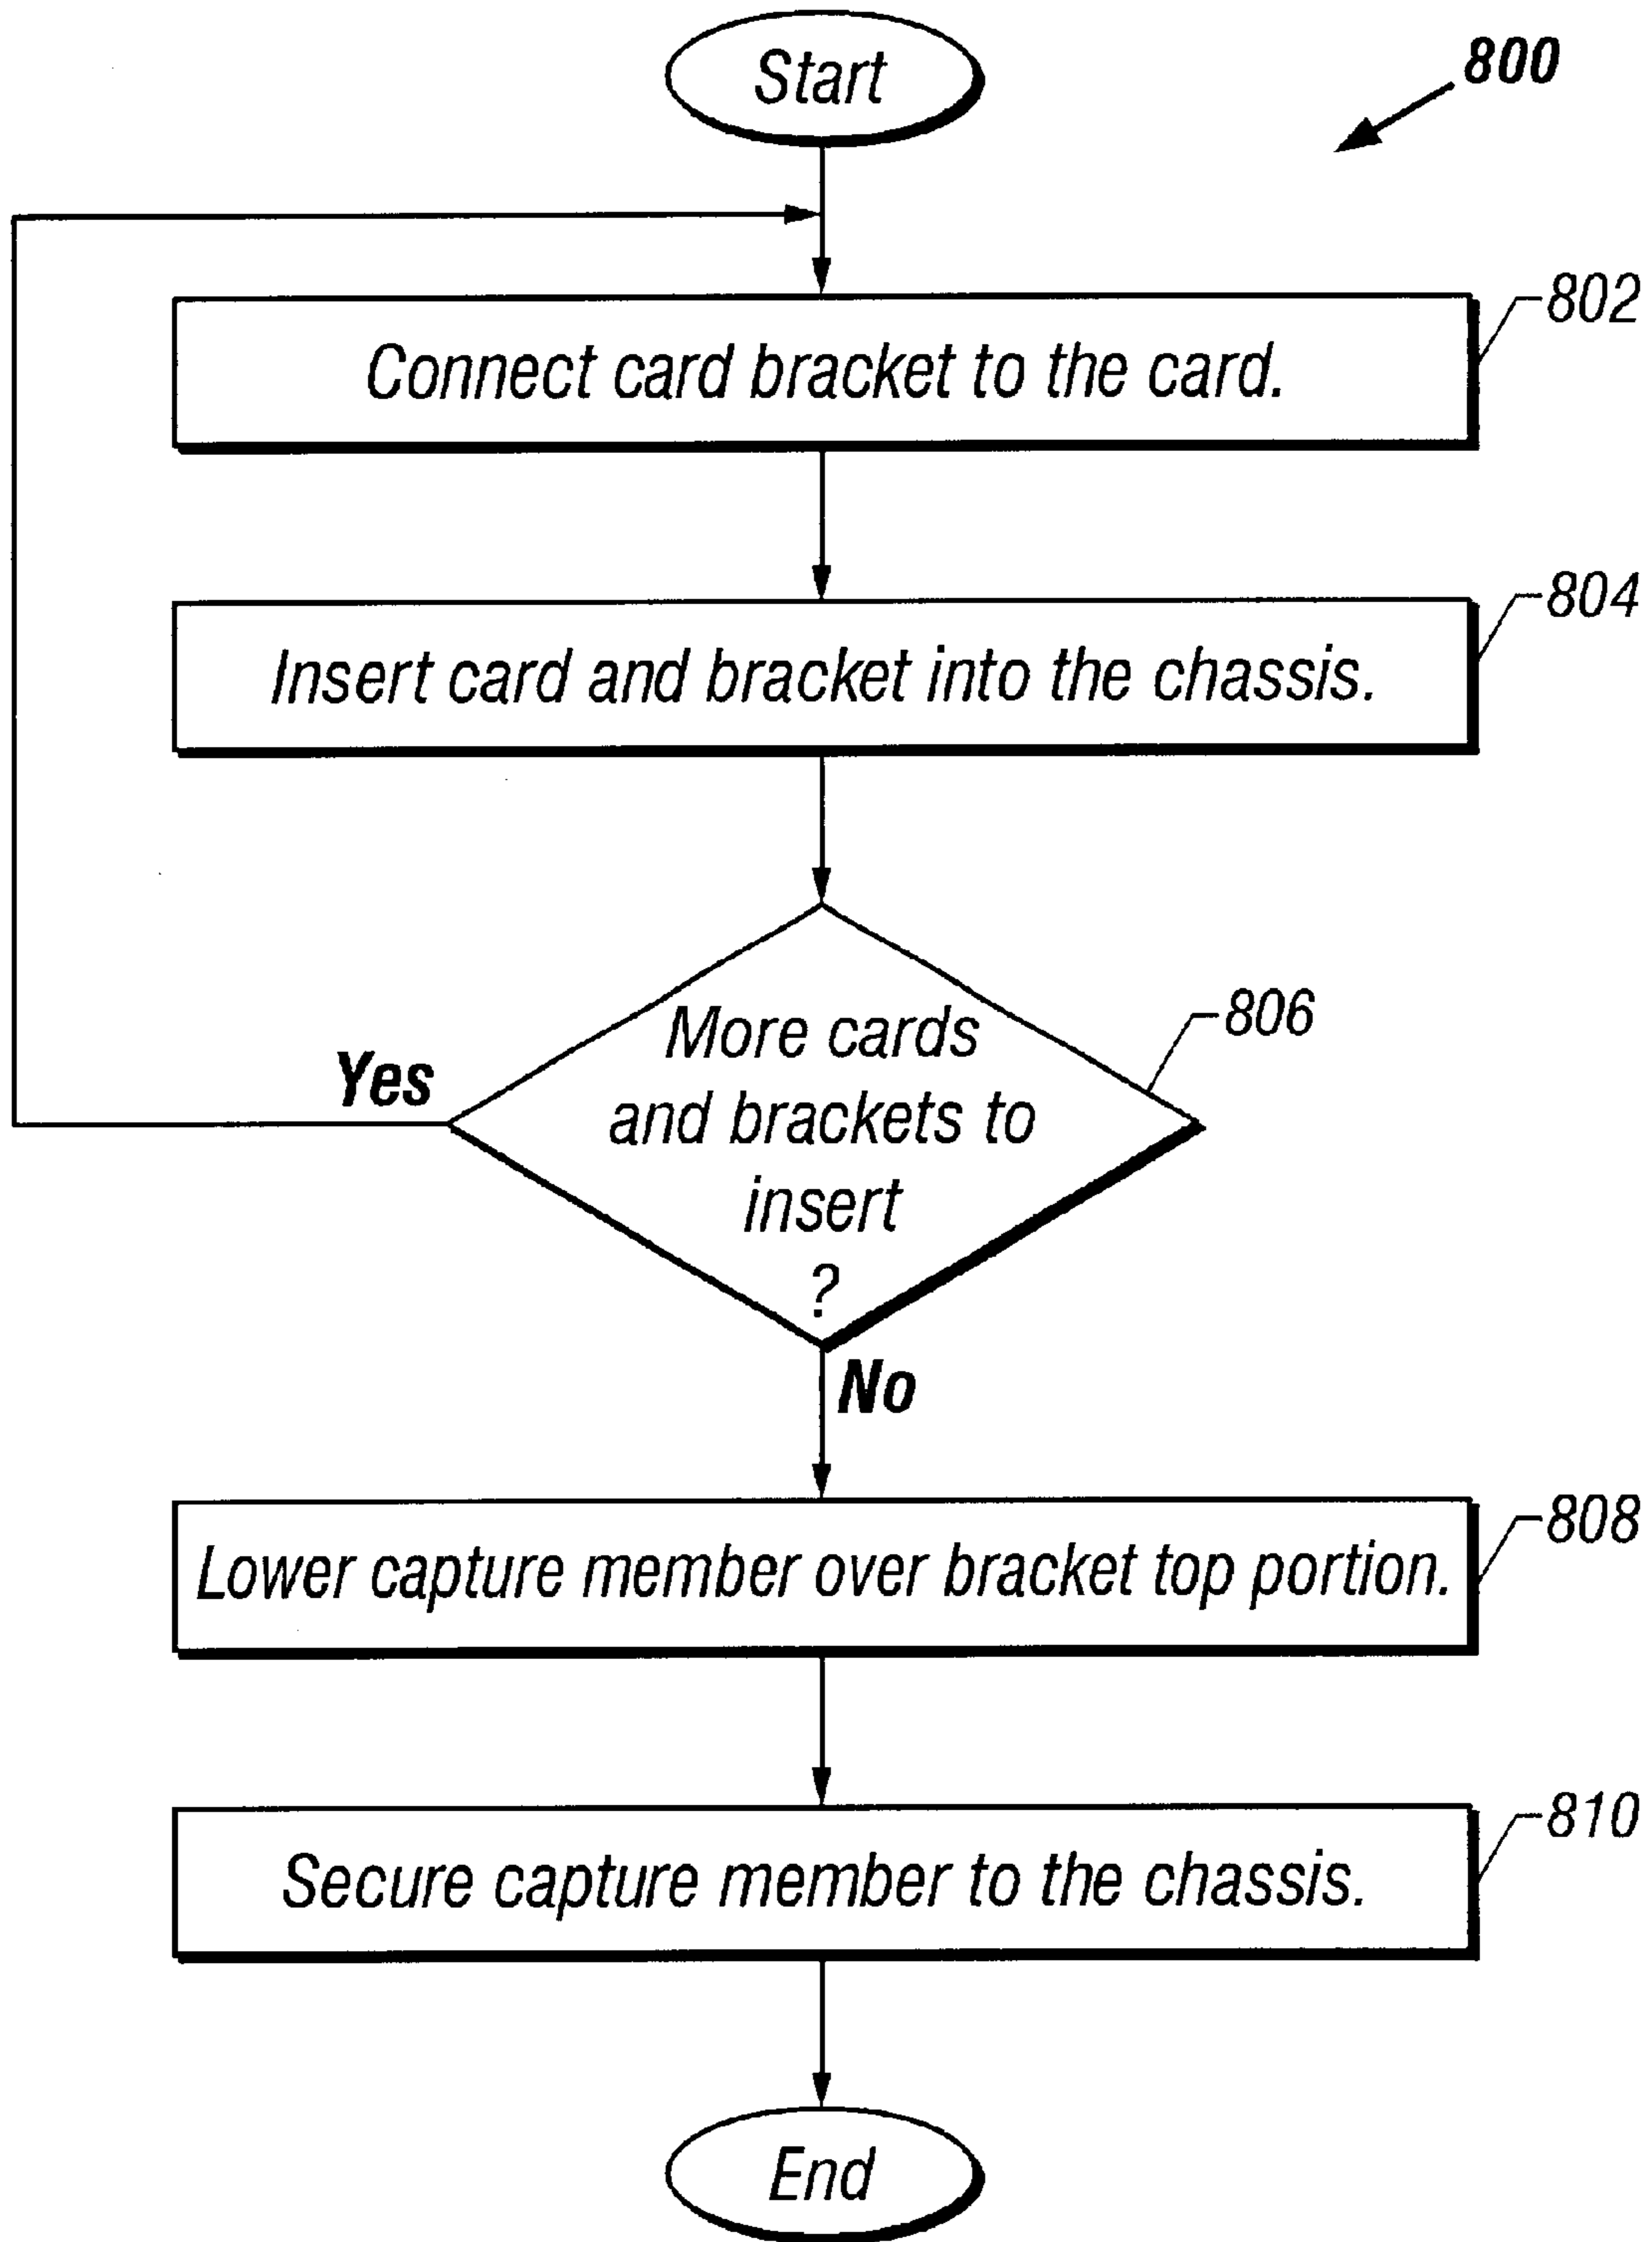 Start
800
802
Connect card bracket to the card.
804
Insert card and bracket into the chassis.
806
More cards
and brackets to
insert
?
Yes
No
808
Lower capture member over bracket top portion.
810
Secure capture member to the chassis.
End